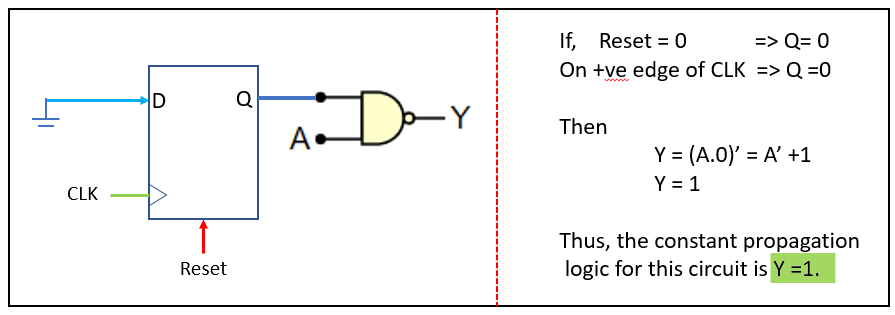 D
Q
A
Y
CLK
Reset
If, Reset = 0 => Q= 0
On +ve edge of CLK => Q =0
Then
Y = (A.0)’ = A’ +1
Y = 1
Thus, the constant propagation
logic for this circuit is Y =1.